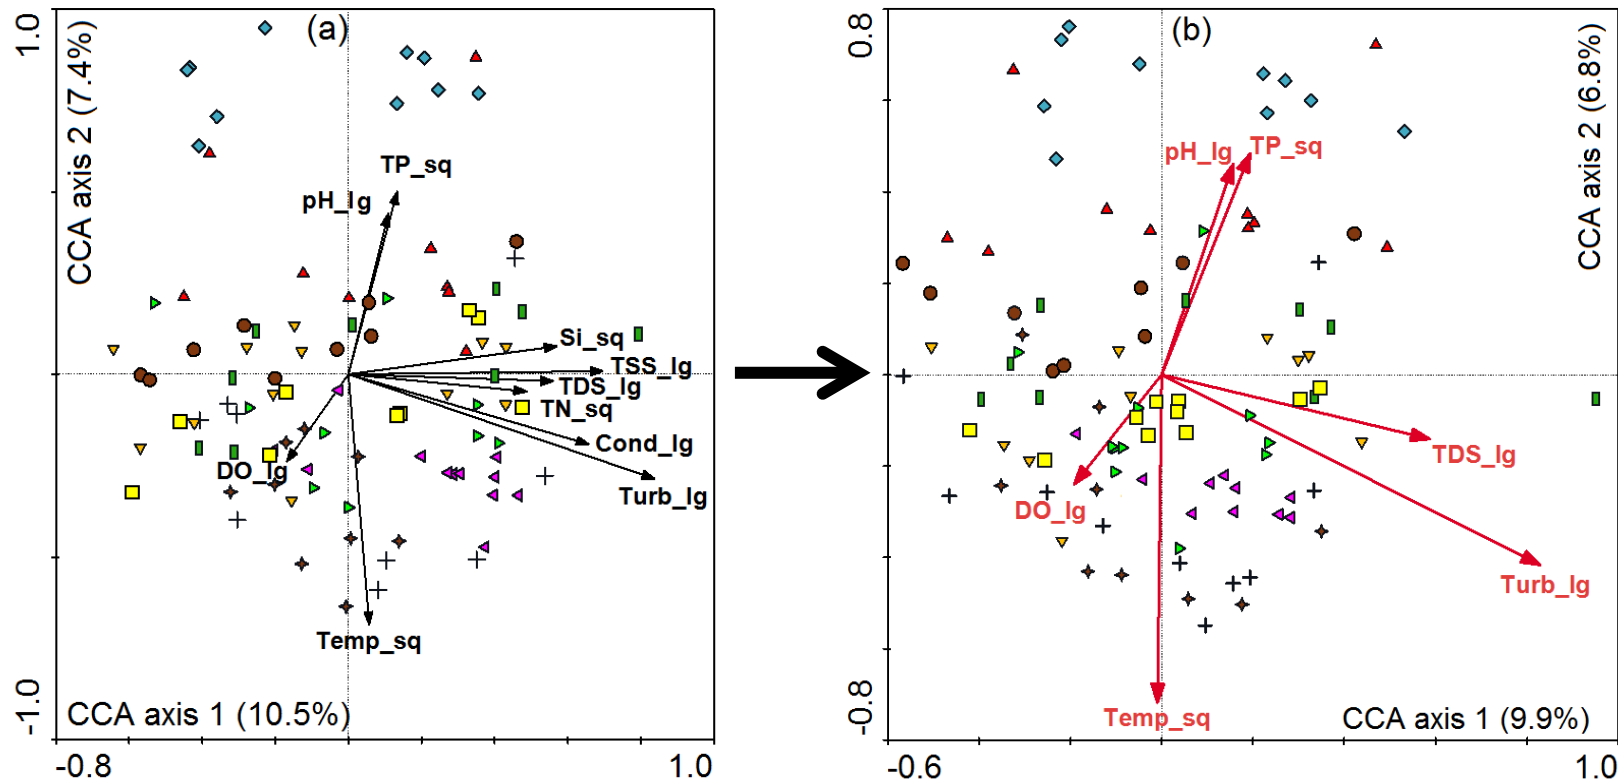 (a)
1.0
CCA axis 2 (7.4%)
TP_sq
pH_lg
Si_sq
TSS_lg
TDS_lg
TN_sq
Cond_lg
DO_lg
Turb_lg
Temp_sq
-1.0
CCA axis 1 (10.5%)
-0.8
1.0
(b)
0.8
CCA axis 2 (6.8%)
pH_lg
TP_sq
TDS_lg
DO_lg
Turb_lg
Temp_sq
-0.8
CCA axis 1 (9.9%)
-0.6
1.0